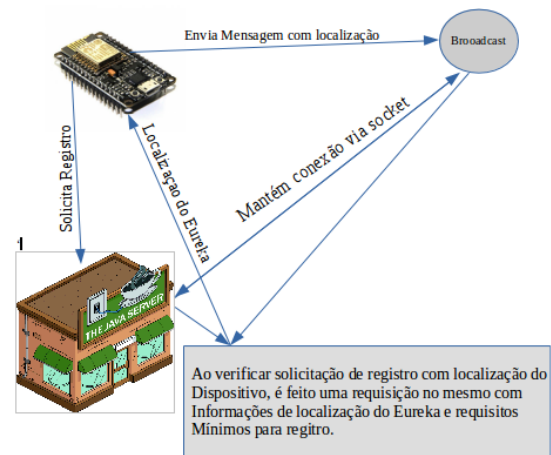 Envia Mensagem com localização
Brooadcast
Solicita Registro
Localizaçao do Eureka
Mantém conexão via socket
THE JAVA SERVER
Ao verificar solicitação de registro com localização do
Dispositivo, é feito uma requisição no mesmo com
Informações de localização do Eureka e requisitos
Mínimos para regitro.